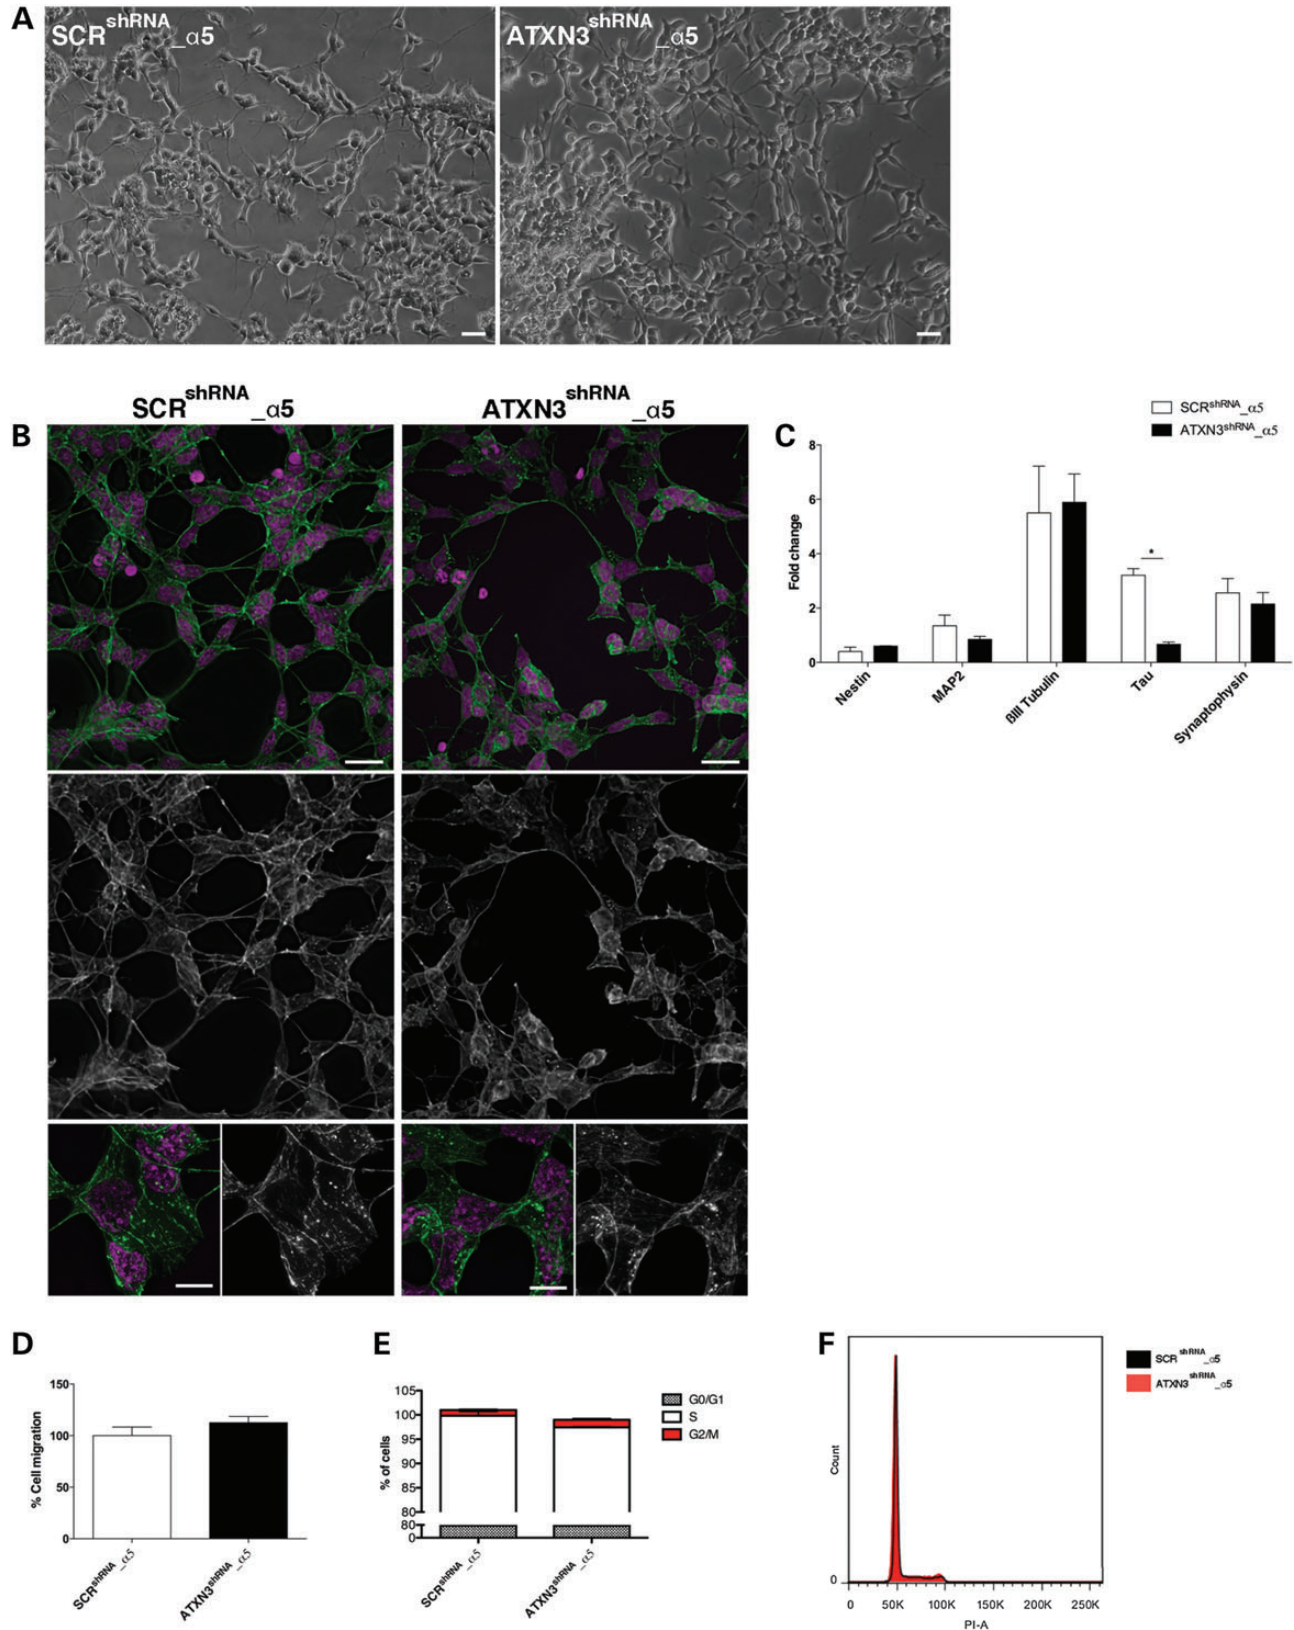 A
SCRshRNA_α5
ATXN3shRNA_α5
SCRshRNA_α5
ATXN3shRNA_α5
B
C
SCRshRNA_α5
ATXN3shRNA_α5
8
6
4
2
0
Fold change
*
Nestin
MAP2
βIII Tubulin
Tau
Synaptophysin
D
150
100
50
0
% Cell migration
SCRshRNA_α5
ATXN3shRNA_α5
E
105
100
95
90
85
80
80
0
% of cells
G0/G1
S
G2/M
SCRshRNA_α5
ATXN3shRNA_α5
F
Count
0
0 50K 100K 150K 200K 250K
PI-A
SCRshRNA_α5
ATXN3shRNA_α5